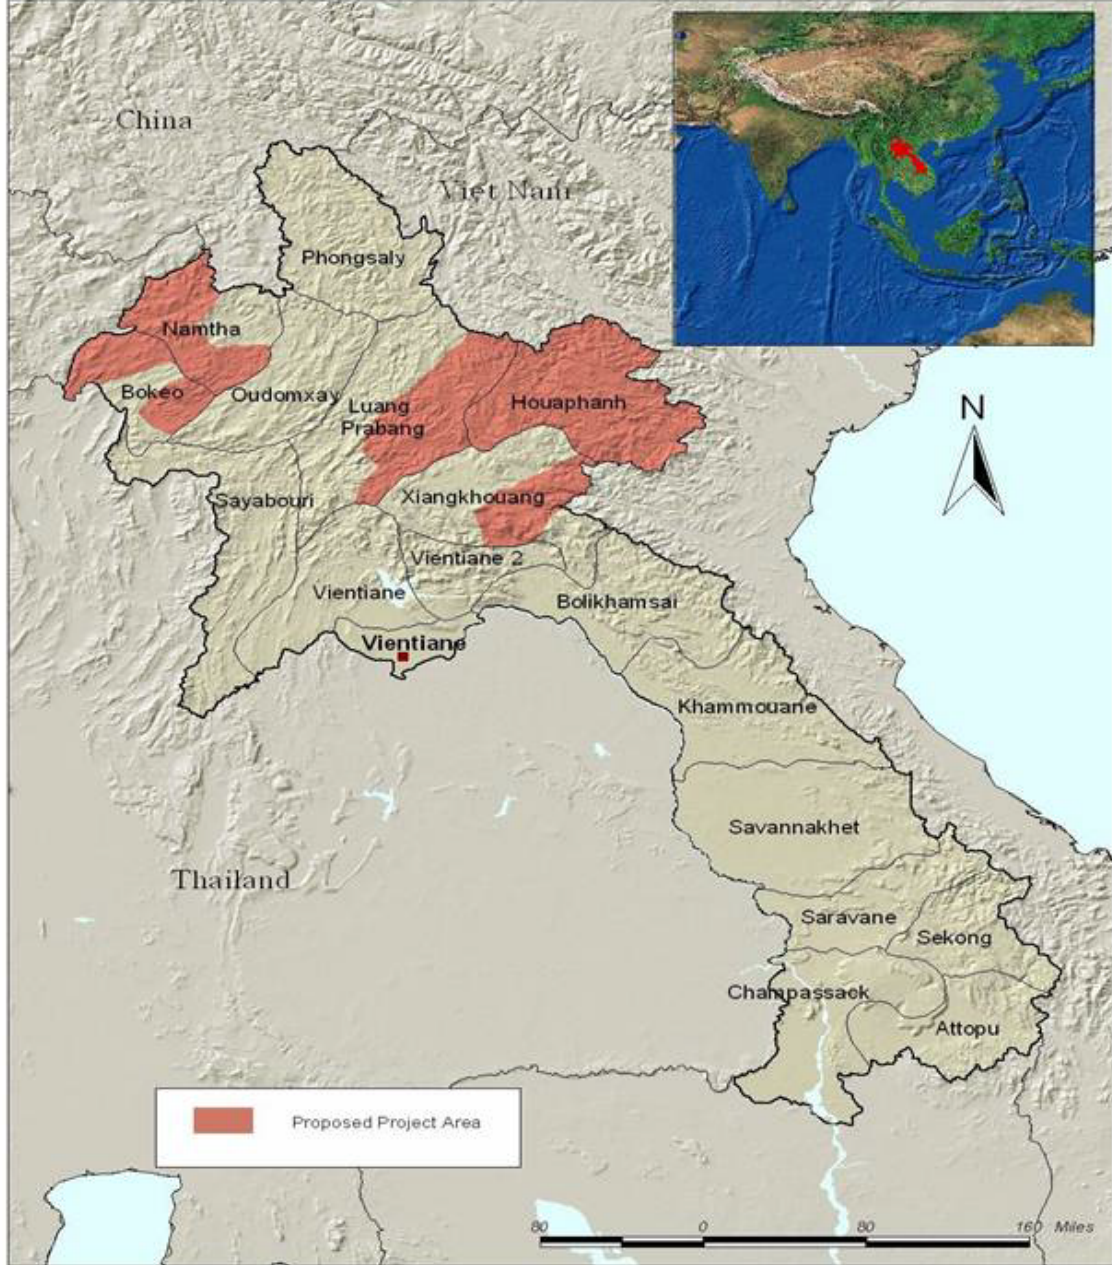 China
Việt Nam
Phongsaly
Namtha
Bokeo
Oudomxay
Luang
Prabang
Houaphanh
N
Sayabouri
Xiangkhouang
Vientiane 2
Vientiane
Bolikhamsai
Vientiane
Khammouane
Savannakhet
Thailand
Saravane
Sekong
Champassack
Attopu
Proposed Project Area
80 0 80 160 Miles